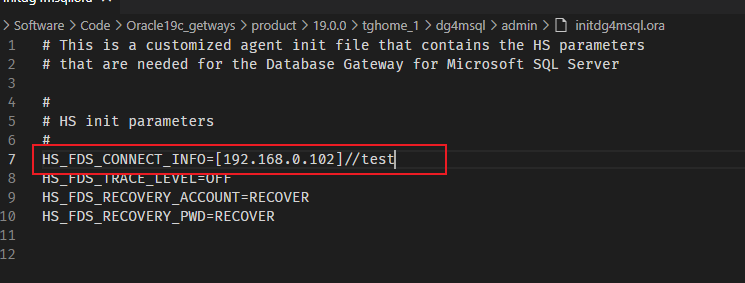 Software > Code > Oracle19c_getways > product > 19.0.0 > tghome_1 > dg4msql > admin > initdg4msql.ora
1 # This is a customized agent init file that contains the HS parameters
2 # that are needed for the Database Gateway for Microsoft SQL Server
3
4 #
5 # HS init parameters
6 #
7 HS_FDS_CONNECT_INFO=[192.168.0.102]//test
8 HS_FDS_TRACE_LEVEL=OFF
9 HS_FDS_RECOVERY_ACCOUNT=RECOVER
10 HS_FDS_RECOVERY_PWD=RECOVER
11
12